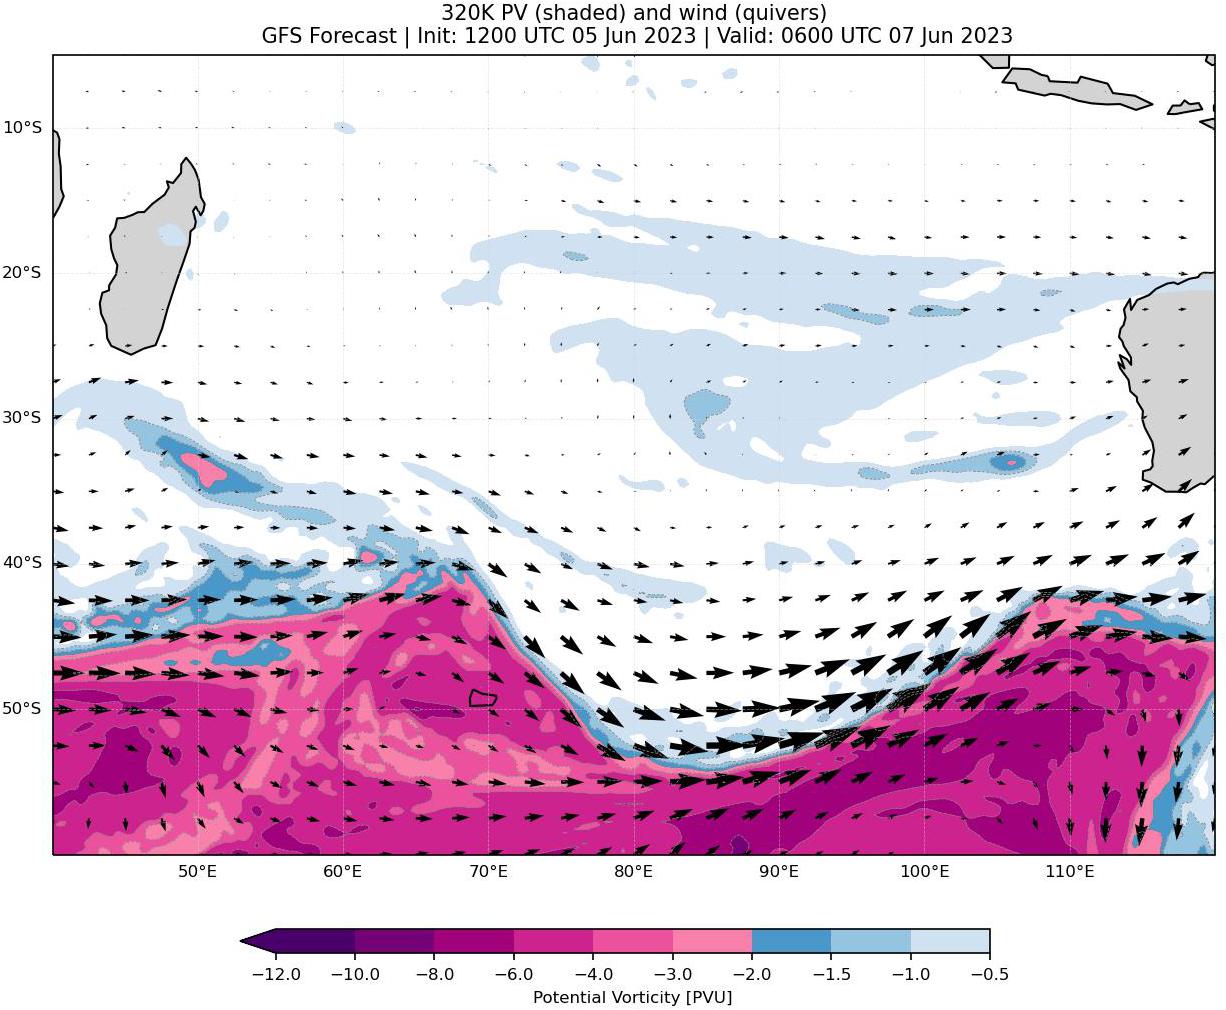 320K PV (shaded) and wind (quivers)
GFS Forecast | Init: 1200 UTC 05 Jun 2023 | Valid: 0600 UTC 07 Jun 2023
10°S
20°S
30°S
40°S
50°S
50°E 60°E 70°E 80°E 90°E 100°E 110°E
−12.0 −10.0 −8.0 −6.0 −4.0 −3.0 −2.0 −1.5 −1.0 −0.5
Potential Vorticity [PVU]